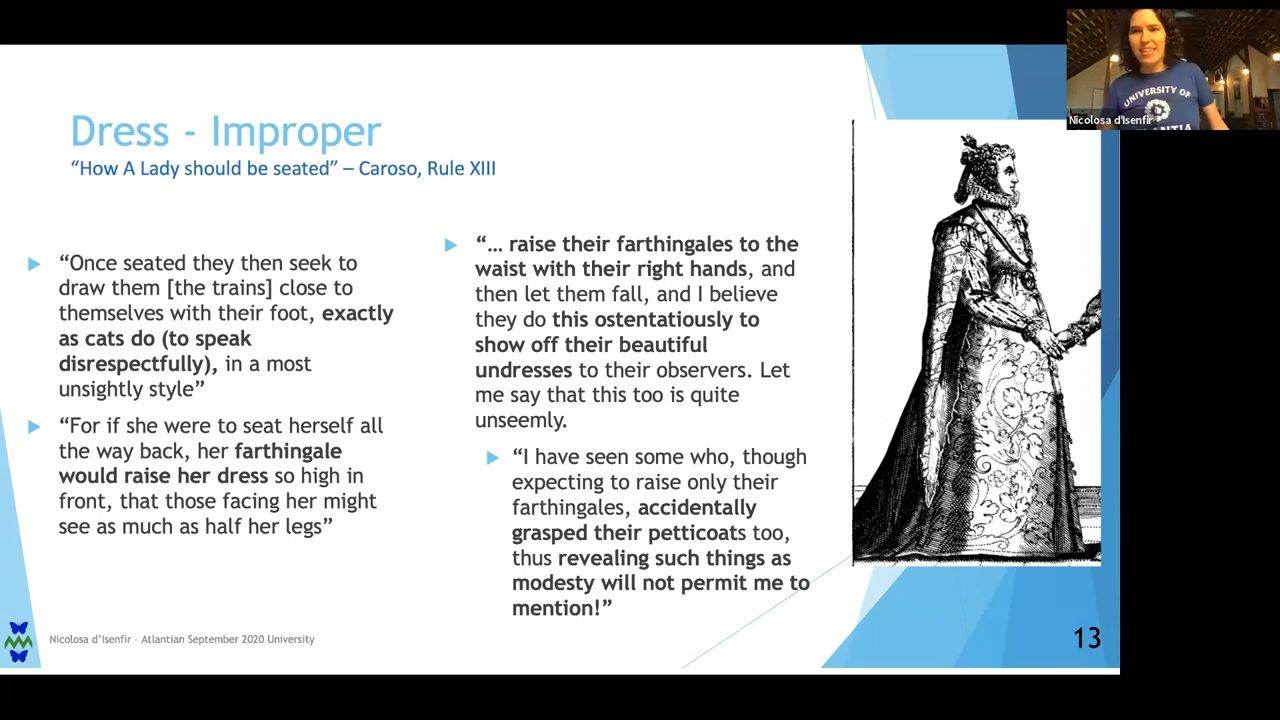 Dress - Improper
“How A Lady should be seated” – Caroso, Rule XIII
“Once seated they then seek to
draw them [the trains] close to
themselves with their foot, exactly
as cats do (to speak
disrespectfully), in a most
unsightly style”
“For if she were to seat herself all
the way back, her farthingale
would raise her dress so high in
front, that those facing her might
see as much as half her legs”
“… raise their farthingales to the
waist with their right hands, and
then let them fall, and I believe
they do this ostentatiously to
show off their beautiful
undresses to their observers. Let
me say that this too is quite
unseemly.
“I have seen some who, though
expecting to raise only their
farthingales, accidentally
grasped their petticoats too,
thus revealing such things as
modesty will not permit me to
mention!”
Nicolosa d’Isenfir – Atlantian September 2020 University
13
UNIVERSITY OF
Nicolosa d'Isenfir